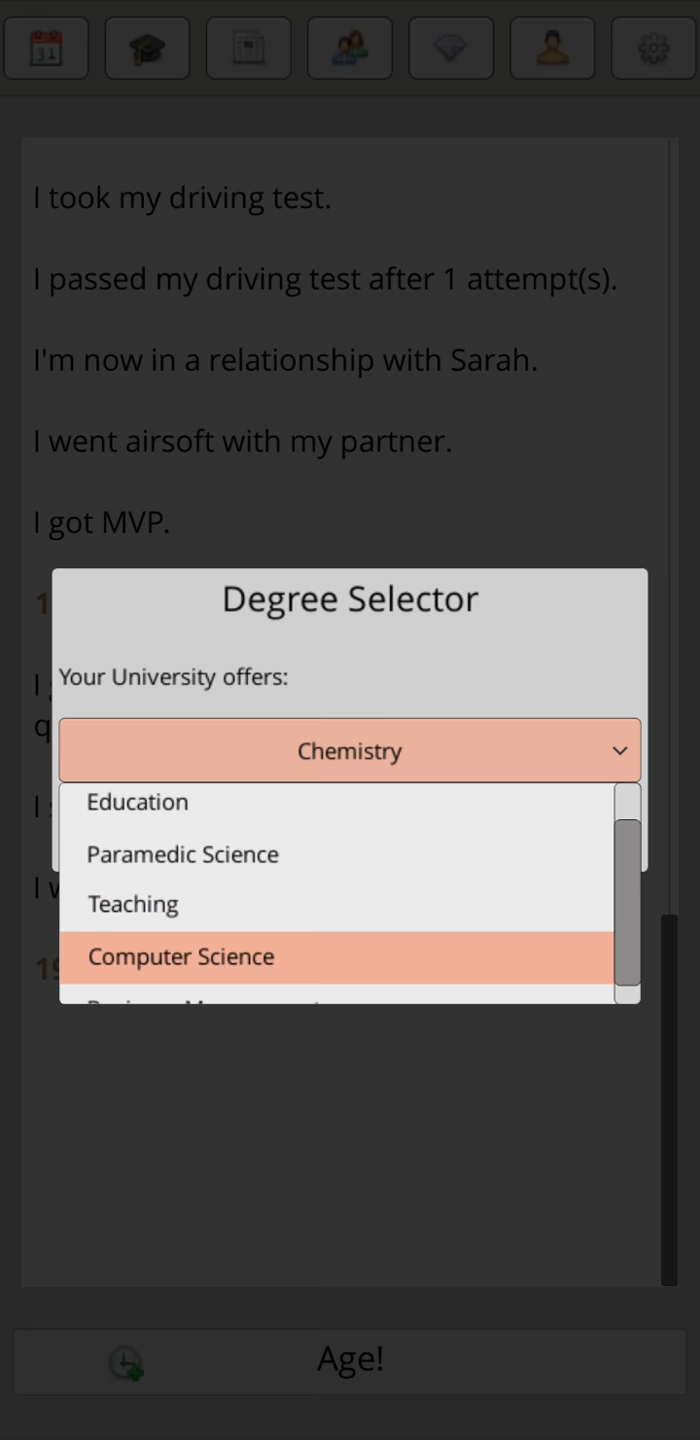 31
I took my driving test.
I passed my driving test after 1 attempt(s).
I'm now in a relationship with Sarah.
I went airsoft with my partner.
I got MVP.
Degree Selector
Your University offers:
Chemistry
Education
Paramedic Science
Teaching
Computer Science
Age!